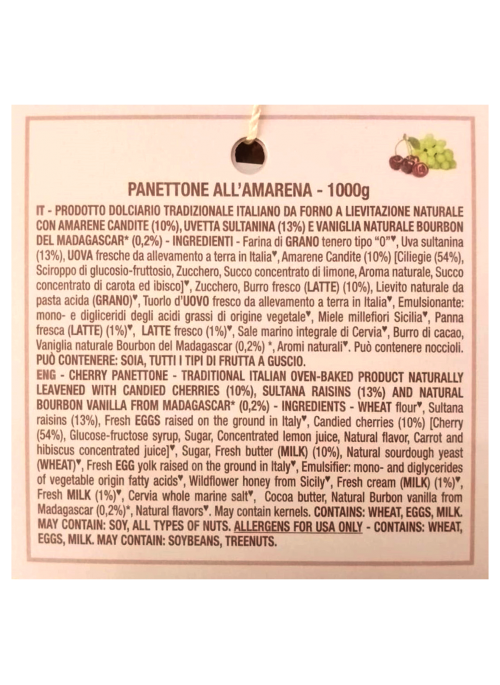 PANETTONE ALL'AMARENA - 1000g
IT - PRODOTTO DOLCIARIO TRADIZIONALE ITALIANO DA FORNO A LIEVITAZIONE NATURALE
CON AMARENE CANDITE (10%), UVETTA SULTANINA (13%) E VANIGLIA NATURALE BOURBON
DEL MADAGASCAR* (0,2%) - INGREDIENTI - Farina di GRANO tenero tipo "0"♥, Uva sultanina
(13%), UOVA fresche da allevamento a terra in Italia♥, Amarene Candite (10%) [Ciliegie (54%),
Sciroppo di glucosio-fruttosio, Zucchero, Succo concentrato di limone, Aroma naturale, Succo
concentrato di carota ed ibisco]♥, Zucchero, Burro fresco (LATTE) (10%), Lievito naturale da
pasta acida (GRANO)♥, Tuorlo d'UOVO fresco da allevamento a terra in Italia♥, Emulsionante:
mono- e digliceridi degli acidi grassi di origine vegetale♥, Miele millefiori Sicilia♥, Panna
fresca (LATTE) (1%)♥, LATTE fresco (1%)♥, Sale marino integrale di Cervia♥, Burro di cacao,
Vaniglia naturale Bourbon del Madagascar (0,2%) *, Aromi naturali♥. Può contenere noccioli.
PUÒ CONTENERE: SOIA, TUTTI I TIPI DI FRUTTA A GUSCIO.
ENG - CHERRY PANETTONE - TRADITIONAL ITALIAN OVEN-BAKED PRODUCT NATURALLY
LEAVENED WITH CANDIED CHERRIES (10%), SULTANA RAISINS (13%) AND NATURAL
BOURBON VANILLA FROM MADAGASCAR* (0,2%) - INGREDIENTS - WHEAT flour♥, Sultana
raisins (13%), Fresh EGGS raised on the ground in Italy♥, Candied cherries (10%) [Cherry
(54%), Glucose-fructose syrup, Sugar, Concentrated lemon juice, Natural flavor, Carrot and
hibiscus concentrated juice]♥, Sugar, Fresh butter (MILK) (10%), Natural sourdough yeast
(WHEAT)♥, Fresh EGG yolk raised on the ground in Italy♥, Emulsifier: mono- and diglycerides
of vegetable origin fatty acids♥, Wildflower honey from Sicily♥, Fresh cream (MILK) (1%)♥,
Fresh MILK (1%)♥, Cervia whole marine salt♥, Cocoa butter, Natural Burbon vanilla from
Madagascar (0,2%)*, Natural flavors♥. May contain kernels. CONTAINS: WHEAT, EGGS, MILK.
MAY CONTAIN: SOY, ALL TYPES OF NUTS. ALLERGENS FOR USA ONLY - CONTAINS: WHEAT,
EGGS, MILK. MAY CONTAIN: SOYBEANS, TREENUTS.